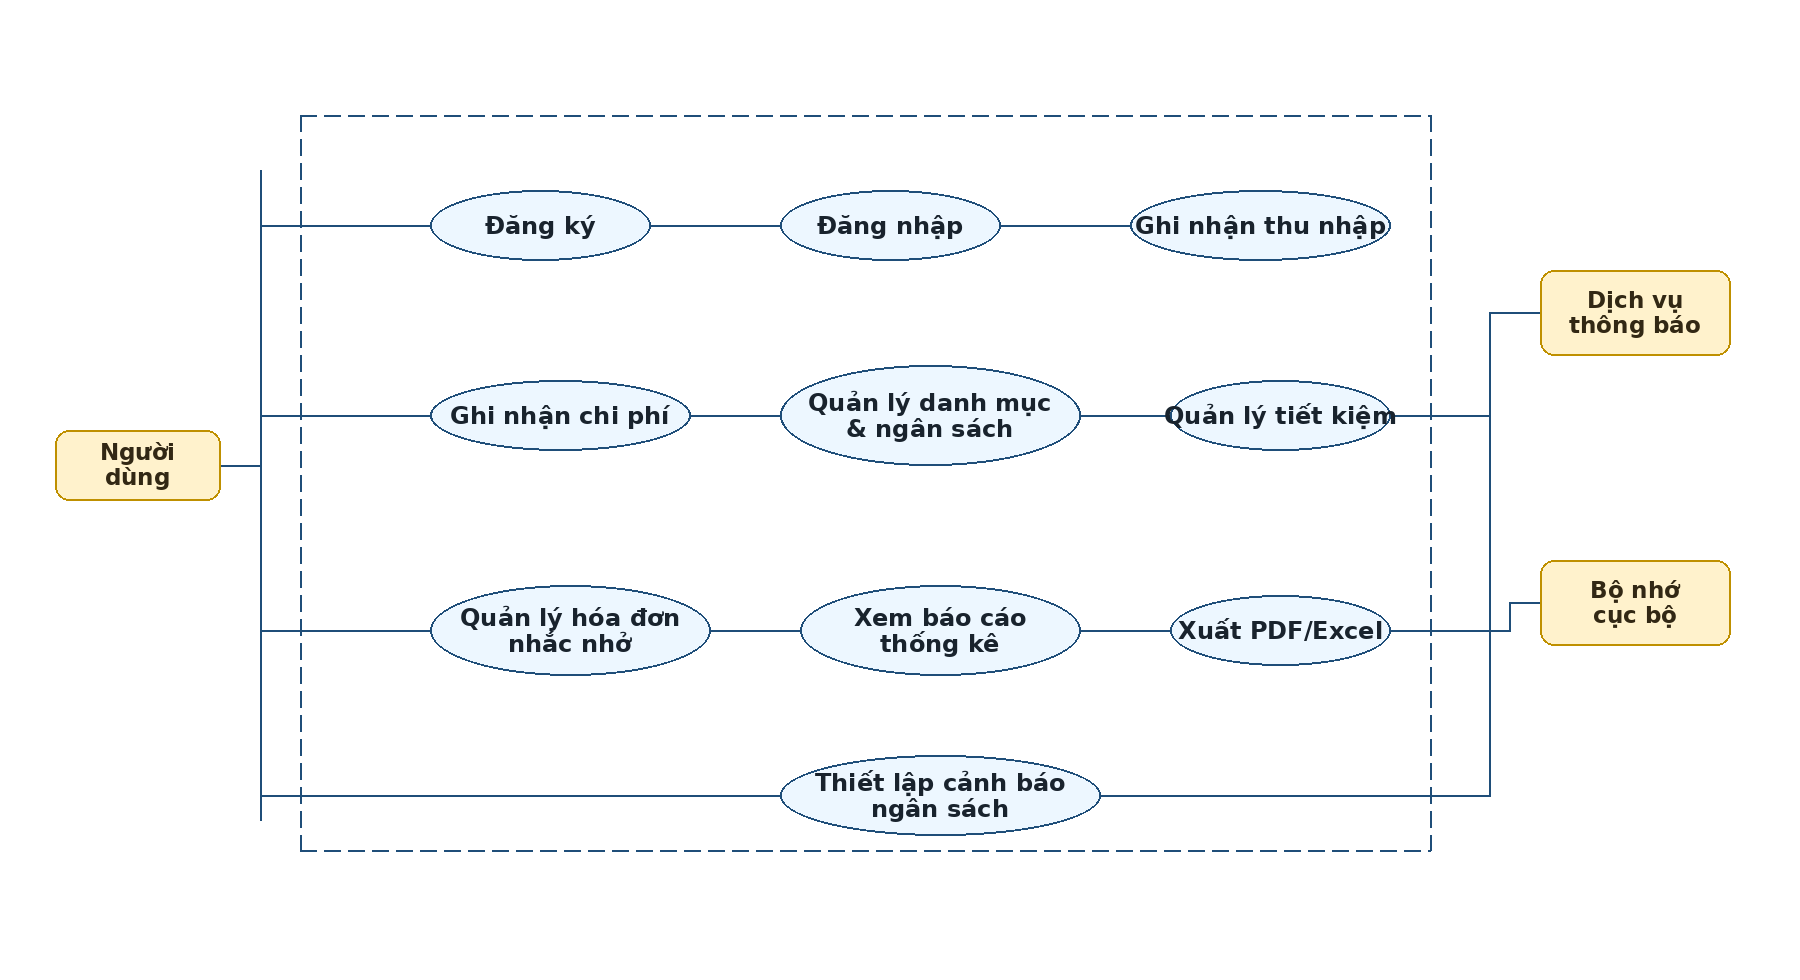 Đăng ký
Đăng nhập
Ghi nhận thu nhập
Dịch vụ
thông báo
Ghi nhận chi phí
Quản lý danh mục
& ngân sách
Quản lý tiết kiệm
Người
dùng
Quản lý hóa đơn
nhắc nhở
Xem báo cáo
thống kê
Xuất PDF/Excel
Bộ nhớ
cục bộ
Thiết lập cảnh báo
ngân sách